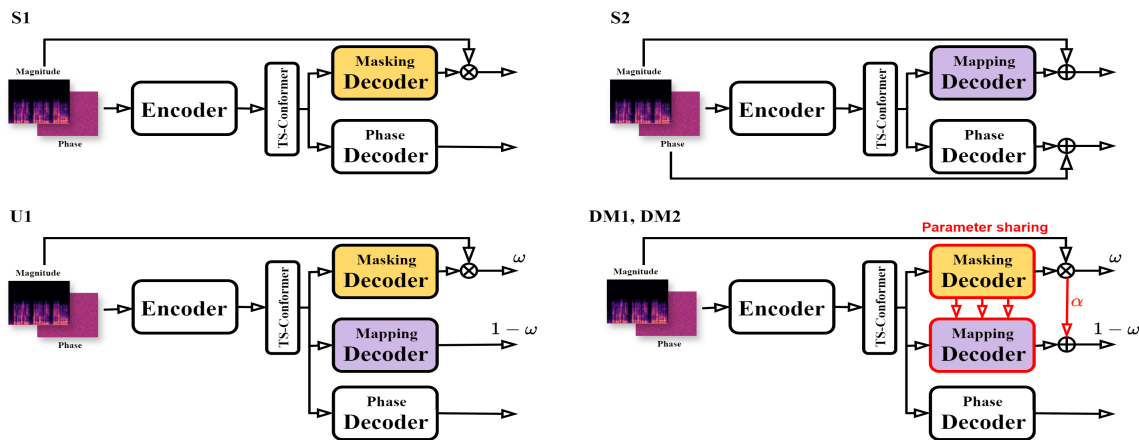 S1
Magnitude
Phase
Encoder
TS-Conformer
Masking
Decoder
Phase
Decoder
S2
Magnitude
Phase
Encoder
TS-Conformer
Mapping
Decoder
Phase
Decoder
U1
Magnitude
Phase
Encoder
TS-Conformer
Masking
Decoder
ω
Mapping
Decoder
1 − ω
Phase
Decoder
DM1, DM2
Parameter sharing
Magnitude
Phase
Encoder
TS-Conformer
Masking
Decoder
ω
α
Mapping
Decoder
1 − ω
Phase
Decoder